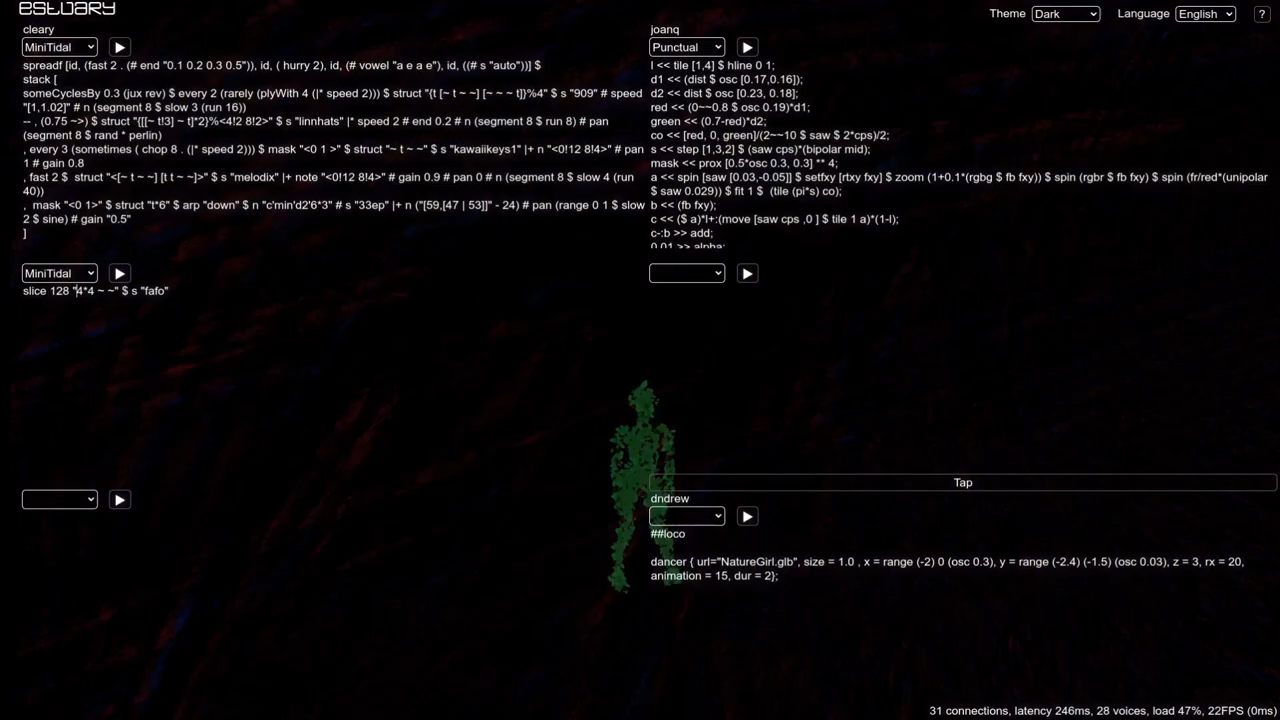 estuary
Theme Dark Language English ?
cleary
MiniTidal
spreadf [id, (fast 2 . (# end "0.1 0.2 0.3 0.5")), id, ( hurry 2), id, (# vowel "a e a e"), id, ((# s "auto"))] $
stack [
someCyclesBy 0.3 (jux rev) $ every 2 (rarely (plyWith 4 (|* speed 2))) $ struct "{t [~ t ~ ~] [~ ~ ~ t]}%4" $ s "909" # speed
"[1,1.02]" # n (segment 8 $ slow 3 (run 16))
-- , (0.75 ~>) $ struct "{[[~ t!3] ~ t]*2}%<4!2 8!2>" $ s "linnhats" |* speed 2 # end 0.2 # n (segment 8 $ run 8) # pan
(segment 8 $ rand * perlin)
, every 3 (sometimes ( chop 8 . (|* speed 2))) $ mask "<0 1 >" $ struct "~ t ~ ~" $ s "kawaiikeys1" |+ n "<0!12 8!4>" # pan
1 # gain 0.8
, fast 2 $ struct "<[~ t ~ ~] [t t ~ ~]>" $ s "melodix" |+ note "<0!12 8!4>" # gain 0.9 # pan 0 # n (segment 8 $ slow 4 (run
40))
, mask "<0 1>" $ struct "t*6" $ arp "down" $ n "c'min'd2'6*3" # s "33ep" |+ n ("[59,[47 | 53]]" - 24) # pan (range 0 1 $ slow
2 $ sine) # gain "0.5"
]
MiniTidal
slice 128 "4*4 ~ ~" $ s "fafo"
joanq
Punctual
l << tile [1,4] $ hline 0 1;
d1 << (dist $ osc [0.17,0.16]);
d2 << dist $ osc [0.23, 0.18];
red << (0~~0.8 $ osc 0.19)*d1;
green << (0.7-red)*d2;
co << [red, 0, green]/(2~~10 $ saw $ 2*cps)/2;
s << step [1,3,2] $ (saw cps)*(bipolar mid);
mask << prox [0.5*osc 0.3, 0.3] ** 4;
a << spin [saw [0.03,-0.05]] $ setfxy [rtxy fxy] $ zoom (1+0.1*(rgbg $ fb fxy)) $ spin (rgbr $ fb fxy) $ spin (fr/red*(unipolar
$ saw 0.029)) $ fit 1 $ (tile (pi*s) co);
b << (fb fxy);
c << ($ a)*l+:(move [saw cps ,0 ] $ tile 1 a)*(1-l);
c-:b >> add;
0.01 >> alpha;
Tap
dndrew
##loco
dancer { url="NatureGirl.glb", size = 1.0 , x = range (-2) 0 (osc 0.3), y = range (-2.4) (-1.5) (osc 0.03), z = 3, rx = 20,
animation = 15, dur = 2};
31 connections, latency 246ms, 28 voices, load 47%, 22FPS (0ms)